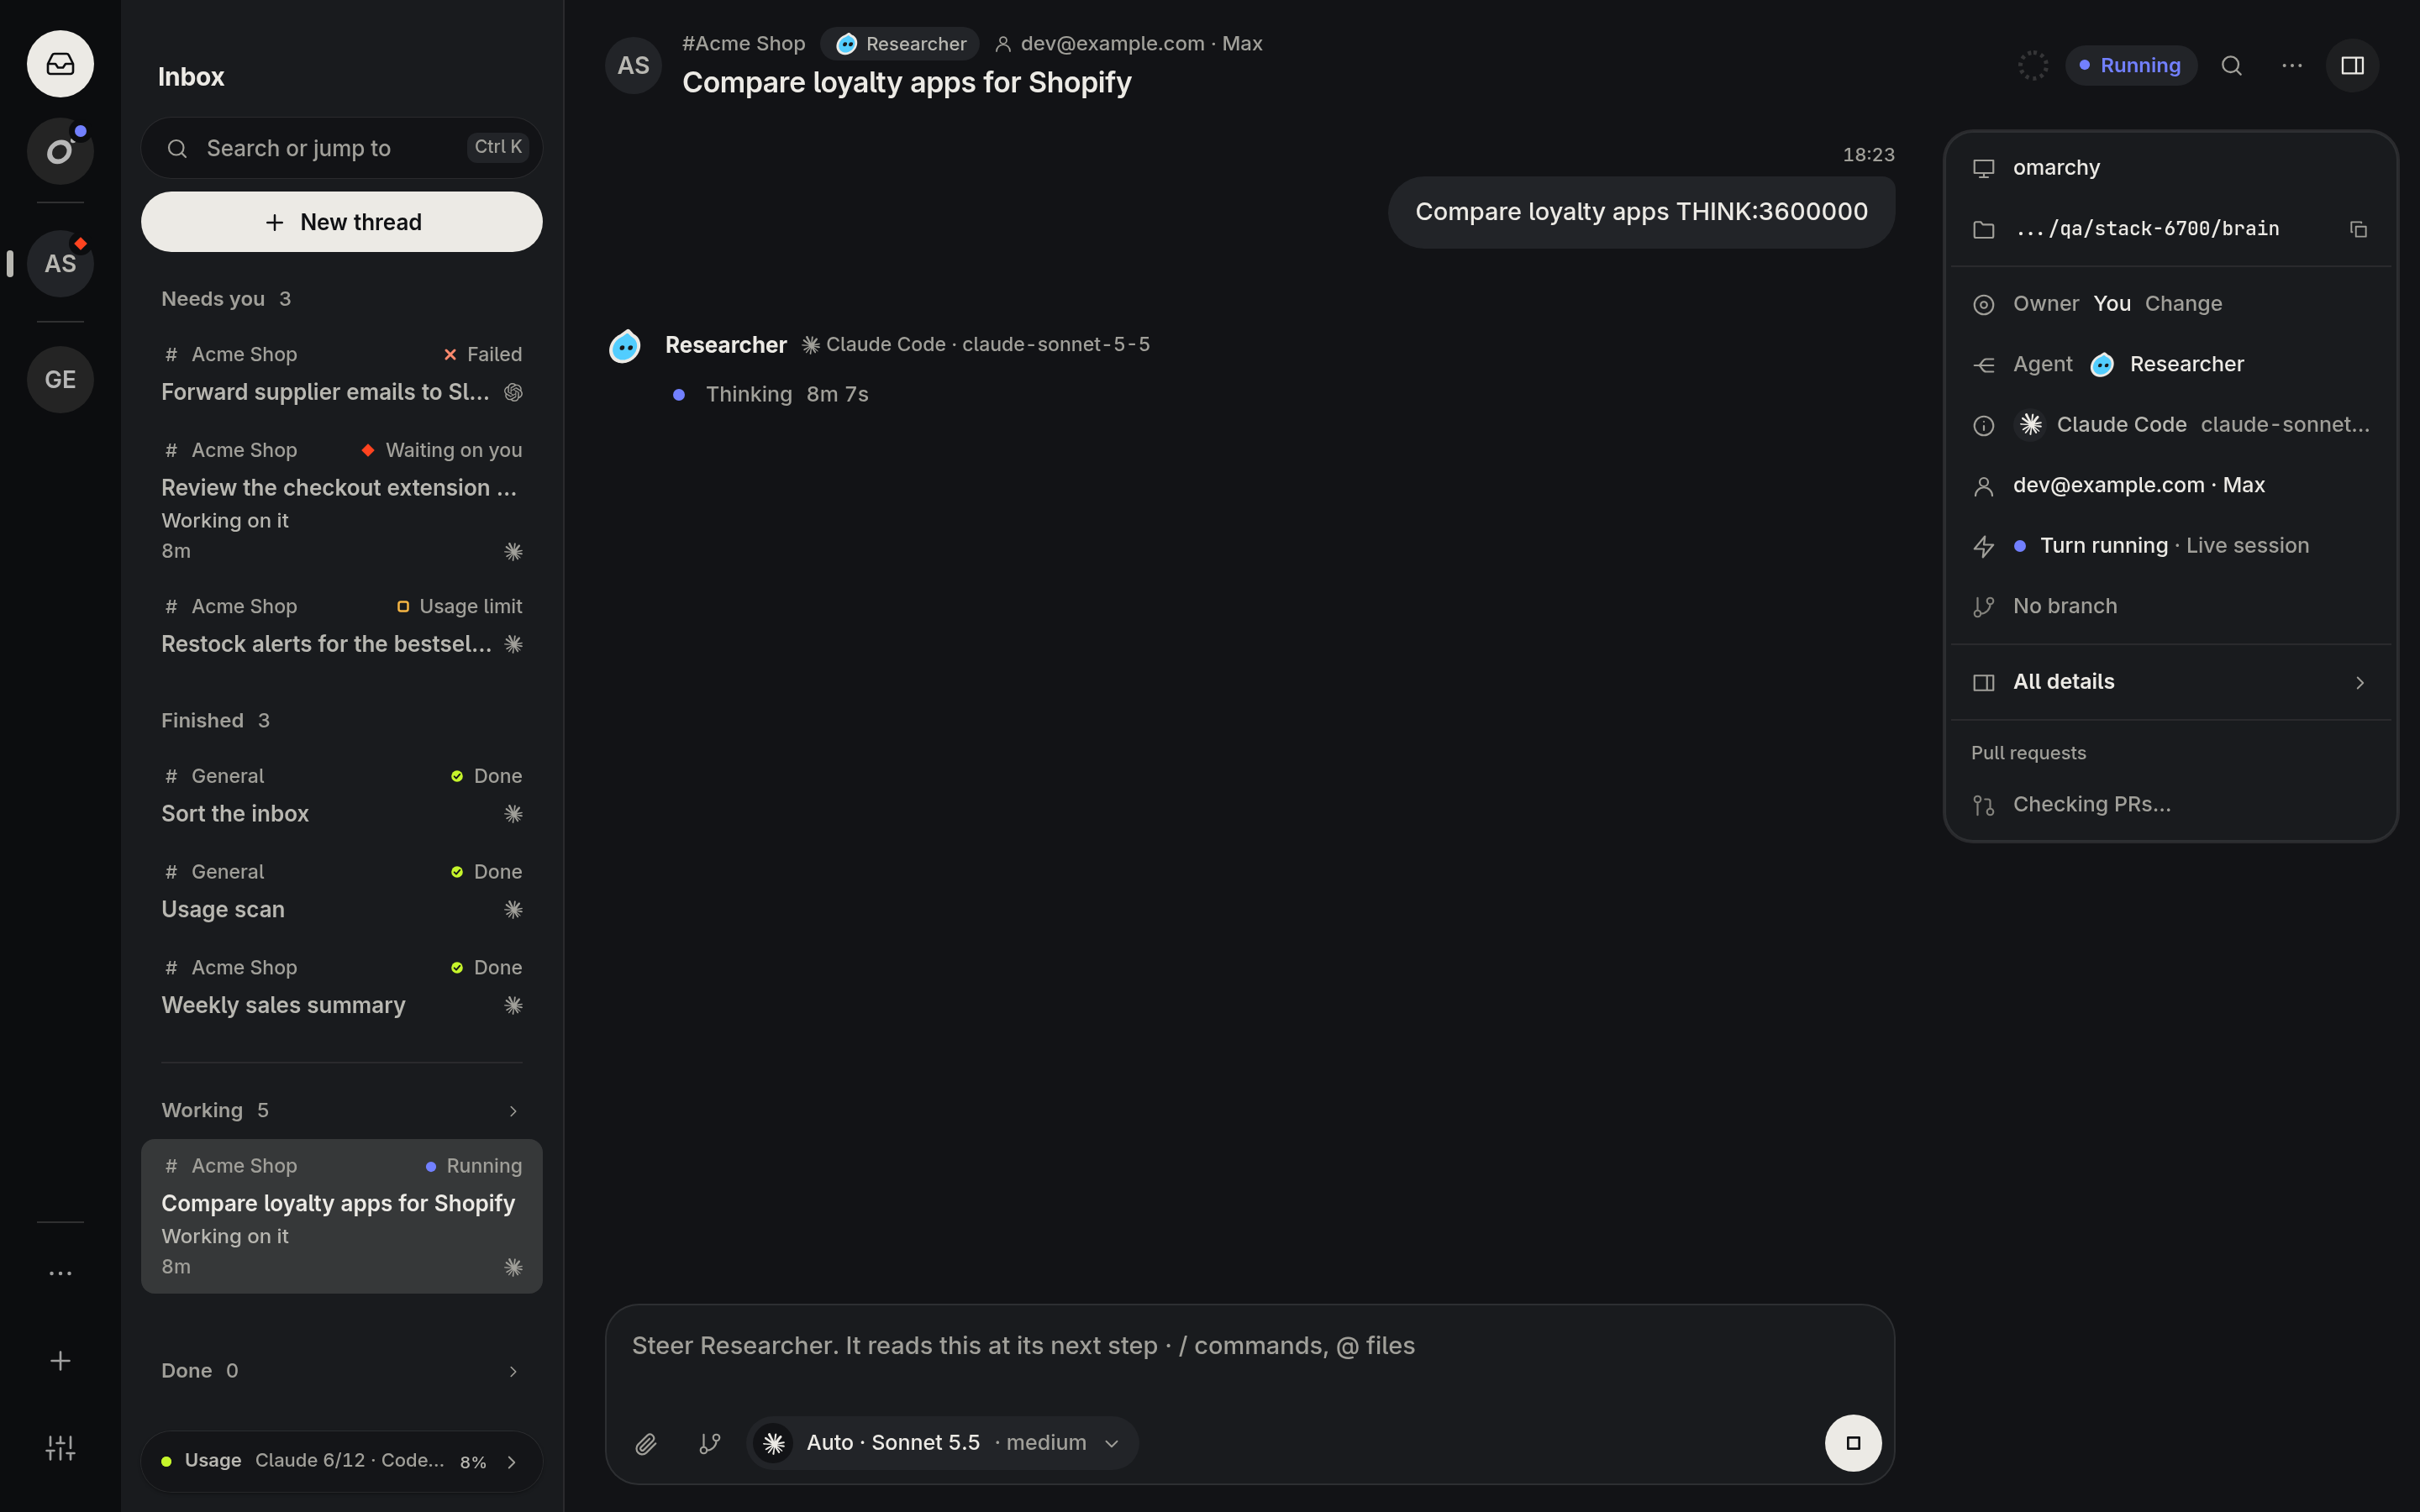 AS
GE
Inbox
Search or jump to Ctrl K
New thread
Needs you 3
# Acme Shop Failed
Forward supplier emails to Sl...
# Acme Shop Waiting on you
Review the checkout extension ...
Working on it
8m
# Acme Shop Usage limit
Restock alerts for the bestsel...
Finished 3
# General Done
Sort the inbox
# General Done
Usage scan
# Acme Shop Done
Weekly sales summary
Working 5
# Acme Shop Running
Compare loyalty apps for Shopify
Working on it
8m
Done 0
Usage Claude 6/12 · Code... 8%
AS
#Acme Shop Researcher dev@example.com · Max
Compare loyalty apps for Shopify
Running
18:23
Compare loyalty apps THINK:3600000
Researcher Claude Code · claude-sonnet-5-5
Thinking 8m 7s
Steer Researcher. It reads this at its next step · / commands, @ files
Auto · Sonnet 5.5 · medium
omarchy
.../qa/stack-6700/brain
Owner You Change
Agent Researcher
Claude Code claude-sonnet...
dev@example.com · Max
Turn running · Live session
No branch
All details
Pull requests
Checking PRs...